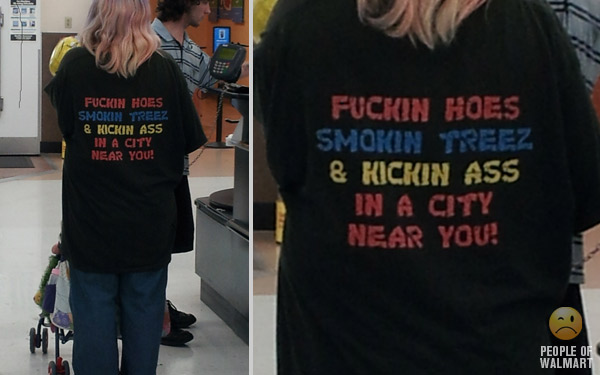 FUCKIN HOES
SMOKIN TREEZ
& KICKIN ASS
IN A CITY
NEAR YOU!
FUCKIN HOES
SMOKIN TREEZ
& KICKIN ASS
IN A CITY
NEAR YOU!
PEOPLE OF
WALMART